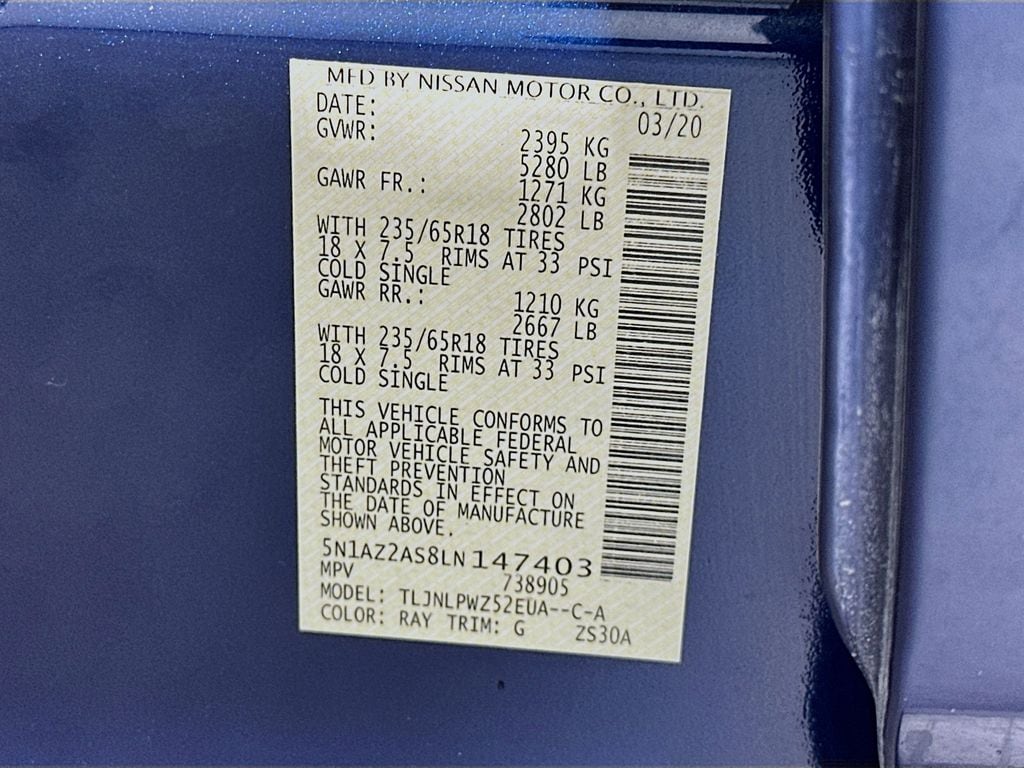 MFD BY NISSAN MOTOR CO., LTD.
DATE: 03/20
GVWR: 2395 KG
5280 LB
GAWR FR.: 1271 KG
2802 LB
WITH 235/65R18 TIRES
18 X 7.5 RIMS AT 33 PSI
COLD SINGLE
GAWR RR.: 1210 KG
2667 LB
WITH 235/65R18 TIRES
18 X 7.5 RIMS AT 33 PSI
COLD SINGLE
THIS VEHICLE CONFORMS TO
ALL APPLICABLE FEDERAL
MOTOR VEHICLE SAFETY AND
THEFT PREVENTION
STANDARDS IN EFFECT ON
THE DATE OF MANUFACTURE
SHOWN ABOVE.
5N1AZ2AS8LN147403
MPV 738905
MODEL: TLJNLPWZ52EUA--C-A
COLOR: RAY TRIM: G ZS30A